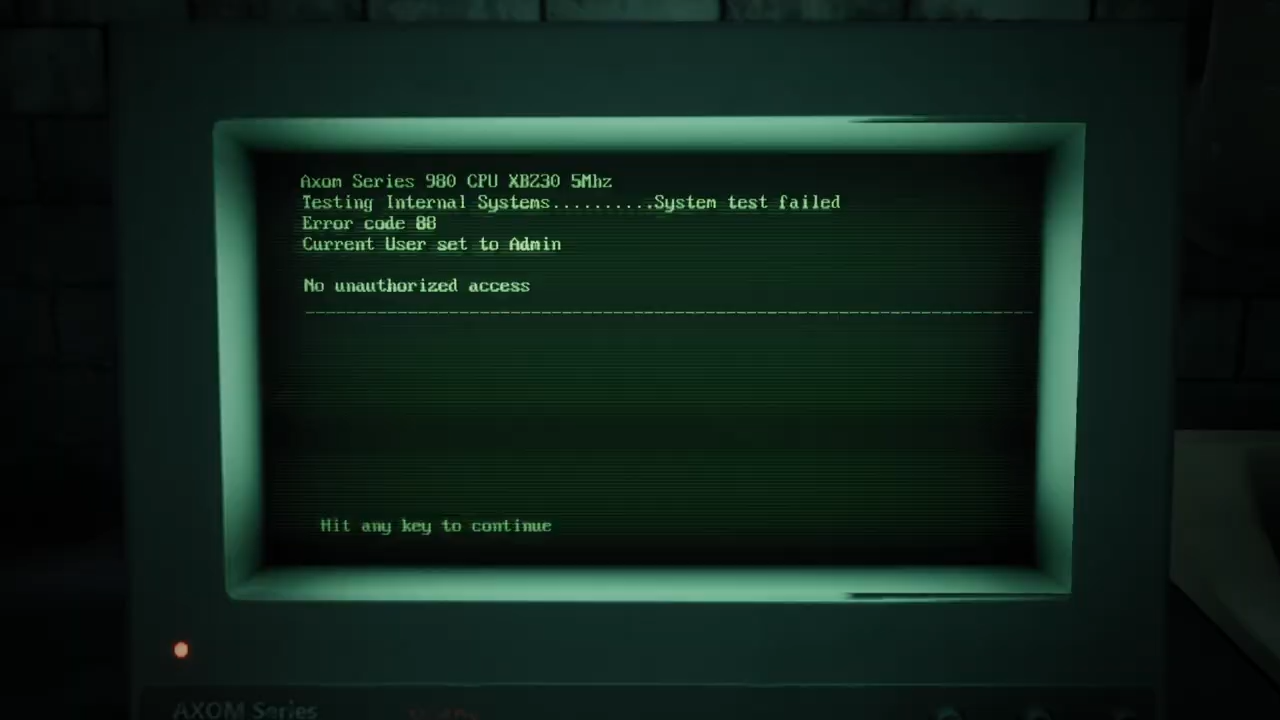 Axom Series 980 CPU XB230 5Mhz
Testing Internal Systems..........System test failed
Error code 88
Current User set to Admin
No unauthorized access
--------------------------------------------------------------------------------
Hit any key to continue
AXOM Series